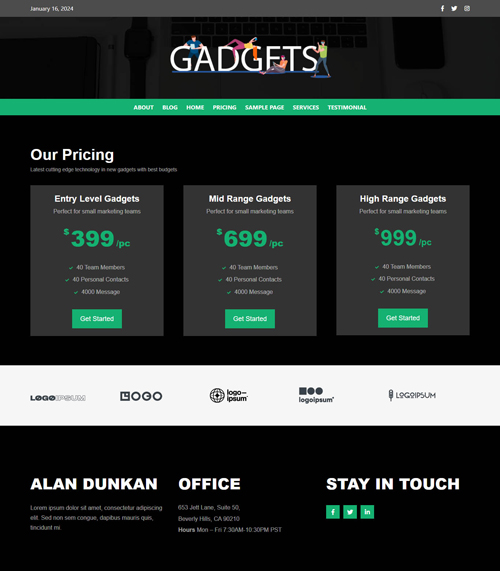 January 16, 2024
GADGETS
ABOUT BLOG HOME PRICING SAMPLE PAGE SERVICES TESTIMONIAL
Our Pricing
Latest cutting edge technology in new gadgets with best budgets
Entry Level Gadgets
Perfect for small marketing teams
$399/pc
40 Team Members
40 Personal Contacts
4000 Message
Get Started
Mid Range Gadgets
Perfect for small marketing teams
$699/pc
40 Team Members
40 Personal Contacts
4000 Message
Get Started
High Range Gadgets
Perfect for small marketing teams
$999/pc
40 Team Members
40 Personal Contacts
4000 Message
Get Started
LOGOIPSUM
LOGO
logo—
ipsum
logoipsum
LOGOIPSUM
ALAN DUNKAN
Lorem ipsum dolor sit amet, consectetur adipiscing
elit. Sed non sem congue, dapibus mauris quis,
tincidunt mi.
OFFICE
653 Jett Lane, Suite 50,
Beverly Hills, CA 90210
Hours Mon – Fri 7:30AM-10:30PM PST
STAY IN TOUCH